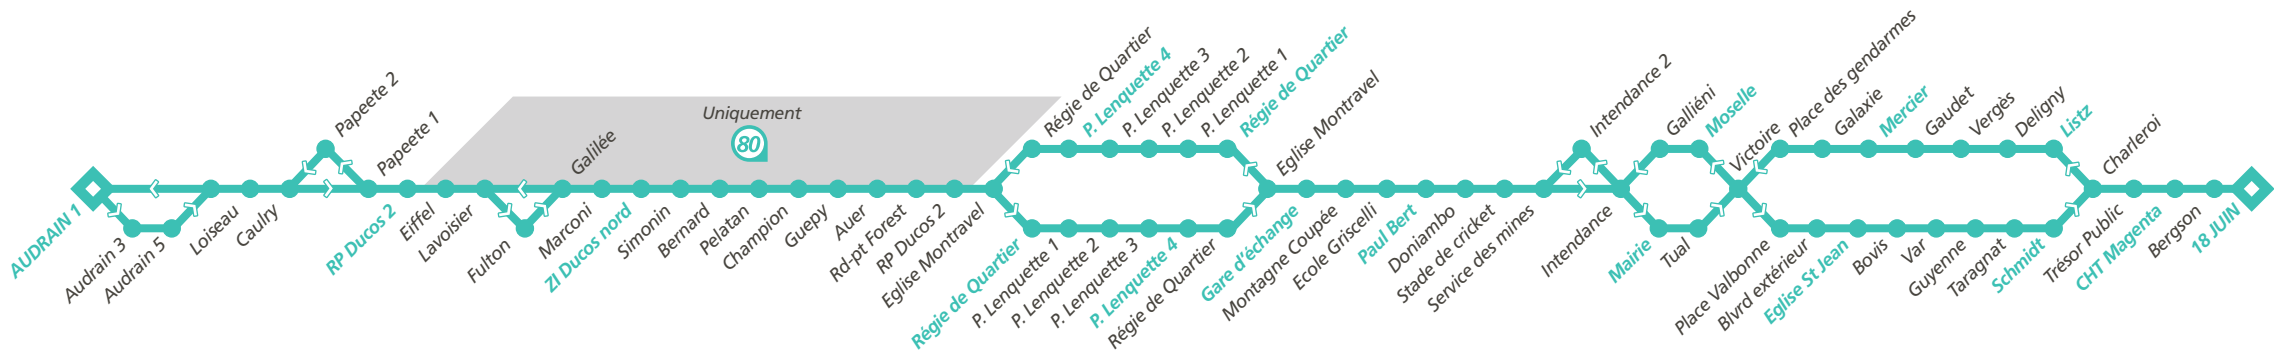 AUDRAIN 1
Audrain 3
Audrain 5
Loiseau
Caulry
Papeete 2
Papeete 1
RP Ducos 2
Eiffel
Lavoisier
Fulton
Uniquement
80
Galilée
Marconi
ZI Ducos nord
Simonin
Bernard
Pelatan
Champion
Guepy
Auer
Rd-pt Forest
RP Ducos 2
Eglise Montravel
Régie de Quartier
P. Lenquette 4
P. Lenquette 3
P. Lenquette 2
P. Lenquette 1
Régie de Quartier
Régie de Quartier
P. Lenquette 1
P. Lenquette 2
P. Lenquette 3
P. Lenquette 4
Régie de Quartier
Eglise Montravel
Gare d'échange
Montagne Coupée
Ecole Griscelli
Paul Bert
Doniambo
Stade de cricket
Service des mines
Intendance 2
Intendance
Galliéni
Moselle
Mairie
Tual
Victoire
Place des gendarmes
Galaxie
Mercier
Gaudet
Vergès
Deligny
Listz
Place Valbonne
Blvrd extérieur
Eglise St Jean
Bovis
Var
Guyenne
Taragnat
Schmidt
Charleroi
Trésor Public
CHT Magenta
Bergson
18 JUIN